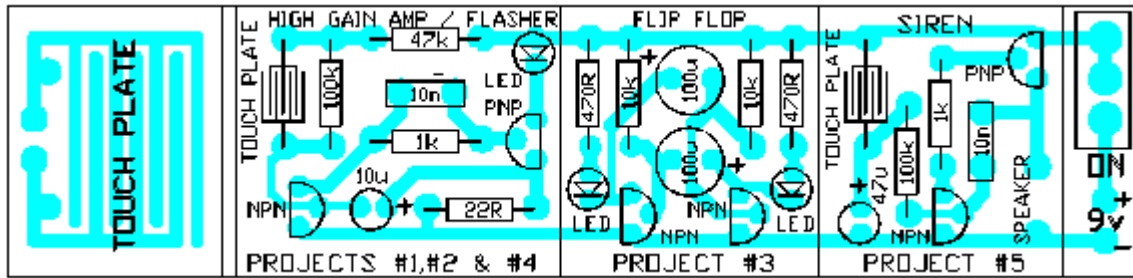 TOUCH PLATE
HIGH GAIN AMP / FLASHER
TOUCH PLATE
100k
47k
10n
1k
LED
PNP
10u
+
NPN
22R
PROJECTS #1,#2 & #4
FLIP FLOP
470R
10k
+
100u
100u
+
10k
470R
LED
NPN
NPN
LED
PROJECT #3
SIREN
TOUCH PLATE
PNP
1k
10n
100k
+
47u
NPN
SPEAKER
PROJECT #5
ON
+
9v
-